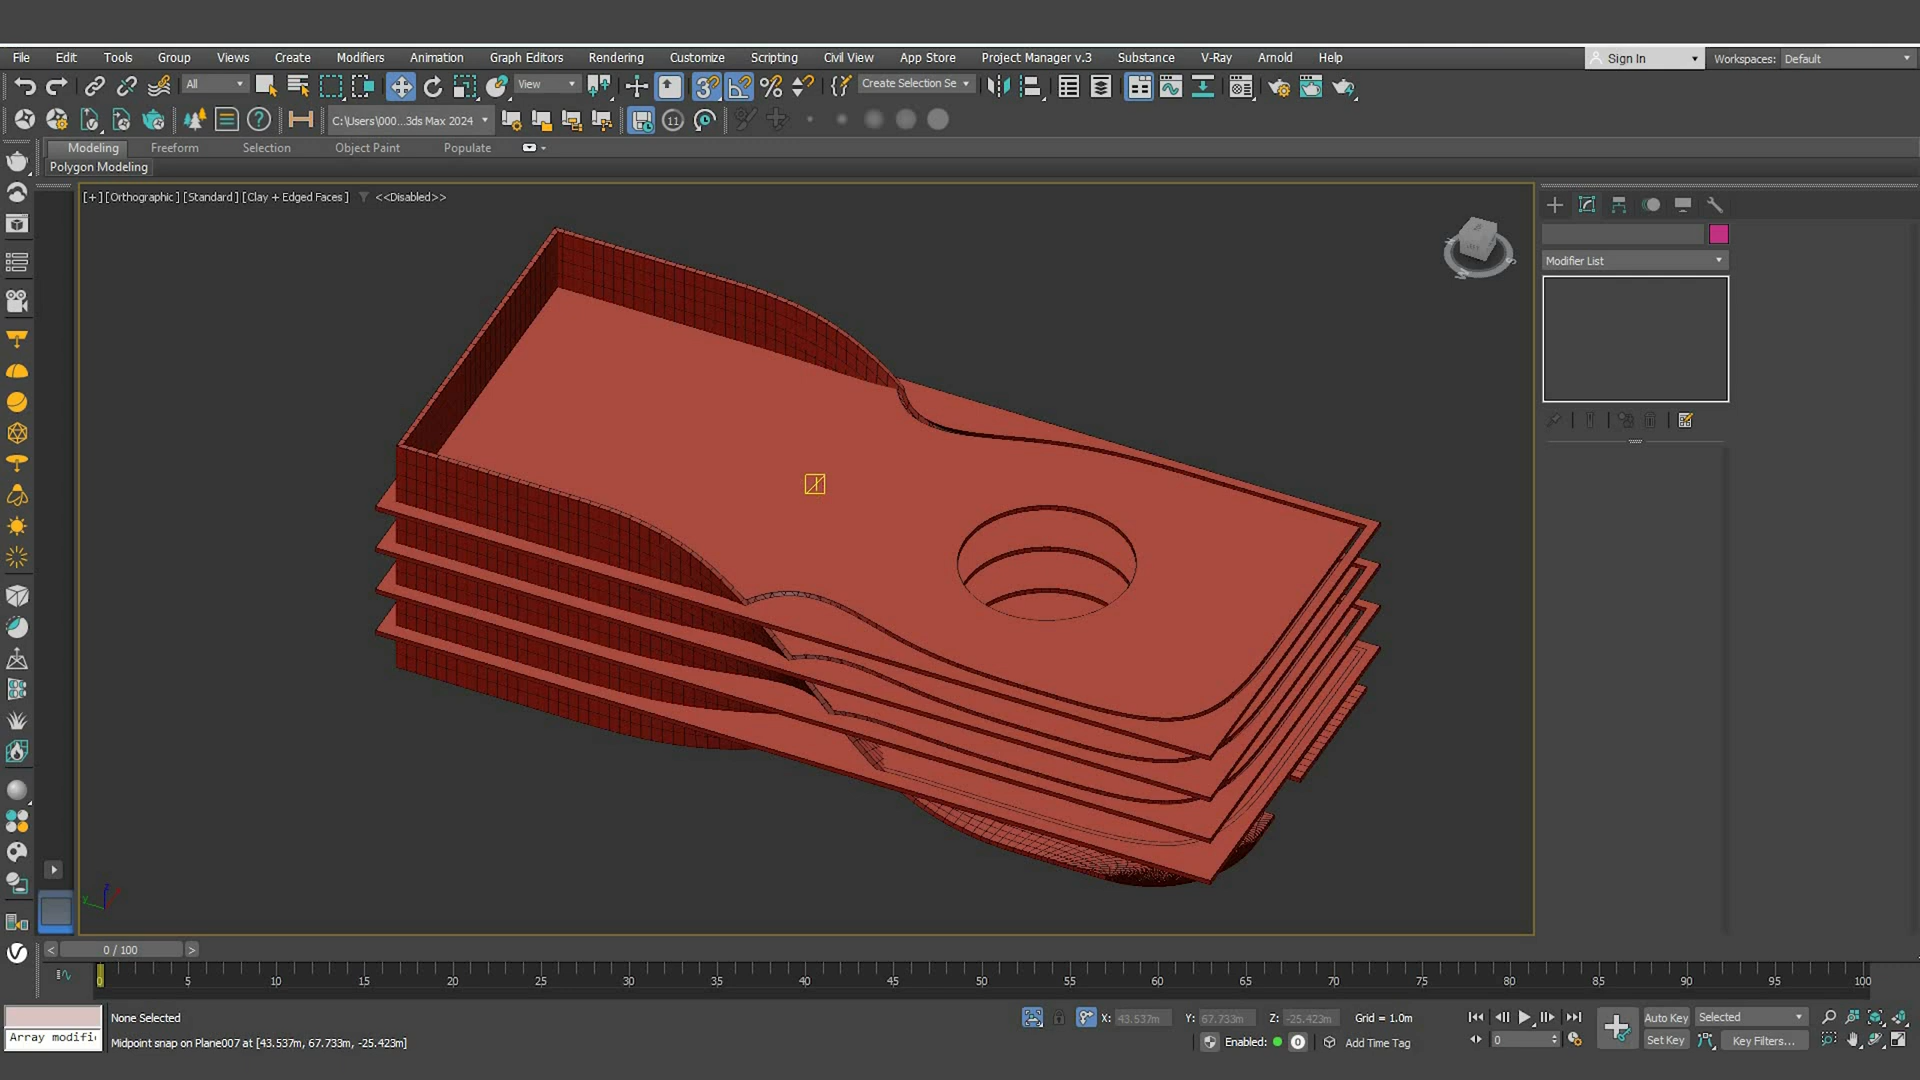 File Edit Tools Group Views Create Modifiers Animation Graph Editors Rendering Customize Scripting Civil View App Store Project Manager v.3 Substance V-Ray Arnold Help Sign In Workspaces: Default
All View 3 Create Selection Se
C:\Users\000...3ds Max 2024 11
Modeling Freeform Selection Object Paint Populate
Polygon Modeling
[+] [Orthographic] [Standard] [Clay + Edged Faces] <<Disabled>>
Modifier List
0 / 100
0 5 10 15 20 25 30 35 40 45 50 55 60 65 70 75 80 85 90 95 100
None Selected X: 43.537m Y: 67.733m Z: -25.423m Grid = 1.0m Auto Key Selected
Array modifi Midpoint snap on Plane007 at [43.537m, 67.733m, -25.423m] Enabled: 0 Add Time Tag 0 Set Key Key Filters...